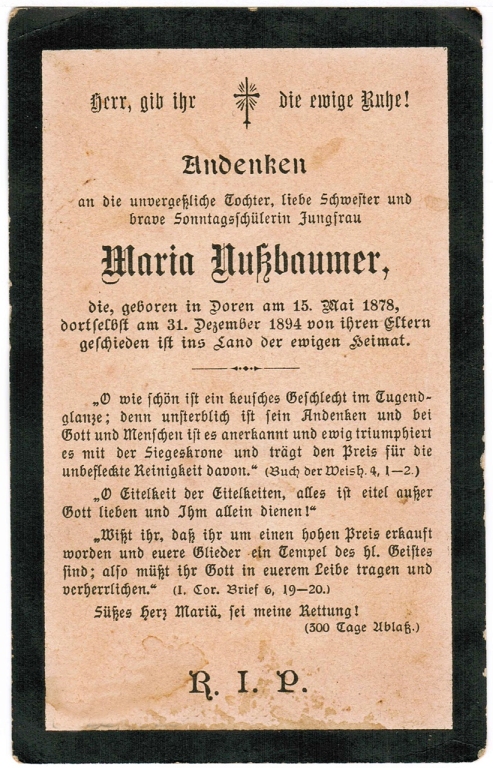 Herr, gib ihr die ewige Ruhe!
Andenken
an die unvergeßliche Tochter, liebe Schwester und
brave Sonntagsschülerin Jungfrau
Maria Nußbaumer,
die, geboren in Doren am 15. Mai 1878,
dortselbst am 31. Dezember 1894 von ihren Eltern
geschieden ist ins Land der ewigen Heimat.
„O wie schön ist ein keusches Geschlecht im Tugend-
glanze; denn unsterblich ist sein Andenken und bei
Gott und Menschen ist es anerkannt und ewig triumphiert
es mit der Siegeskrone und trägt den Preis für die
unbefleckte Reinigkeit davon.“ (Buch der Weish. 4, 1—2.)
„O Eitelkeit der Eitelkeiten, alles ist eitel außer
Gott lieben und Ihm allein dienen!“
„Wißt ihr, daß ihr um einen hohen Preis erkauft
worden und euere Glieder ein Tempel des hl. Geistes
sind; also müßt ihr Gott in euerem Leibe tragen und
verherrlichen.“ (I. Cor. Brief 6, 19—20.)
Süßes Herz Mariä, sei meine Rettung!
(300 Tage Ablaß.)
R. I. P.